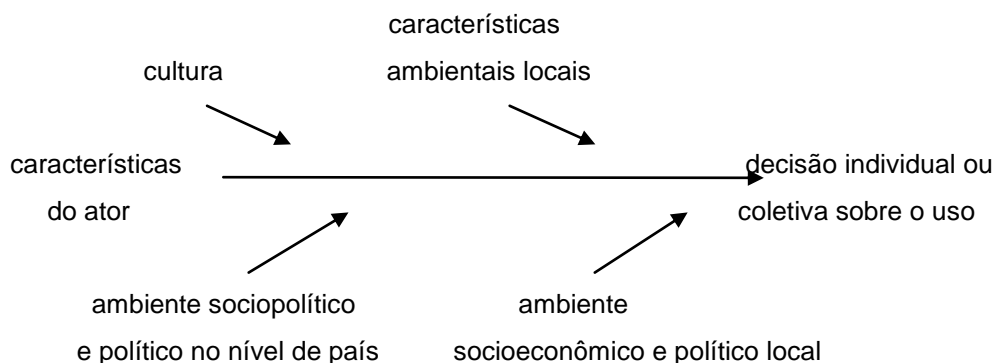 características
cultura
ambientais locais
características
do ator
decisão individual ou
coletiva sobre o uso
ambiente sociopolítico
e político no nível de país
ambiente
socioeconômico e político local